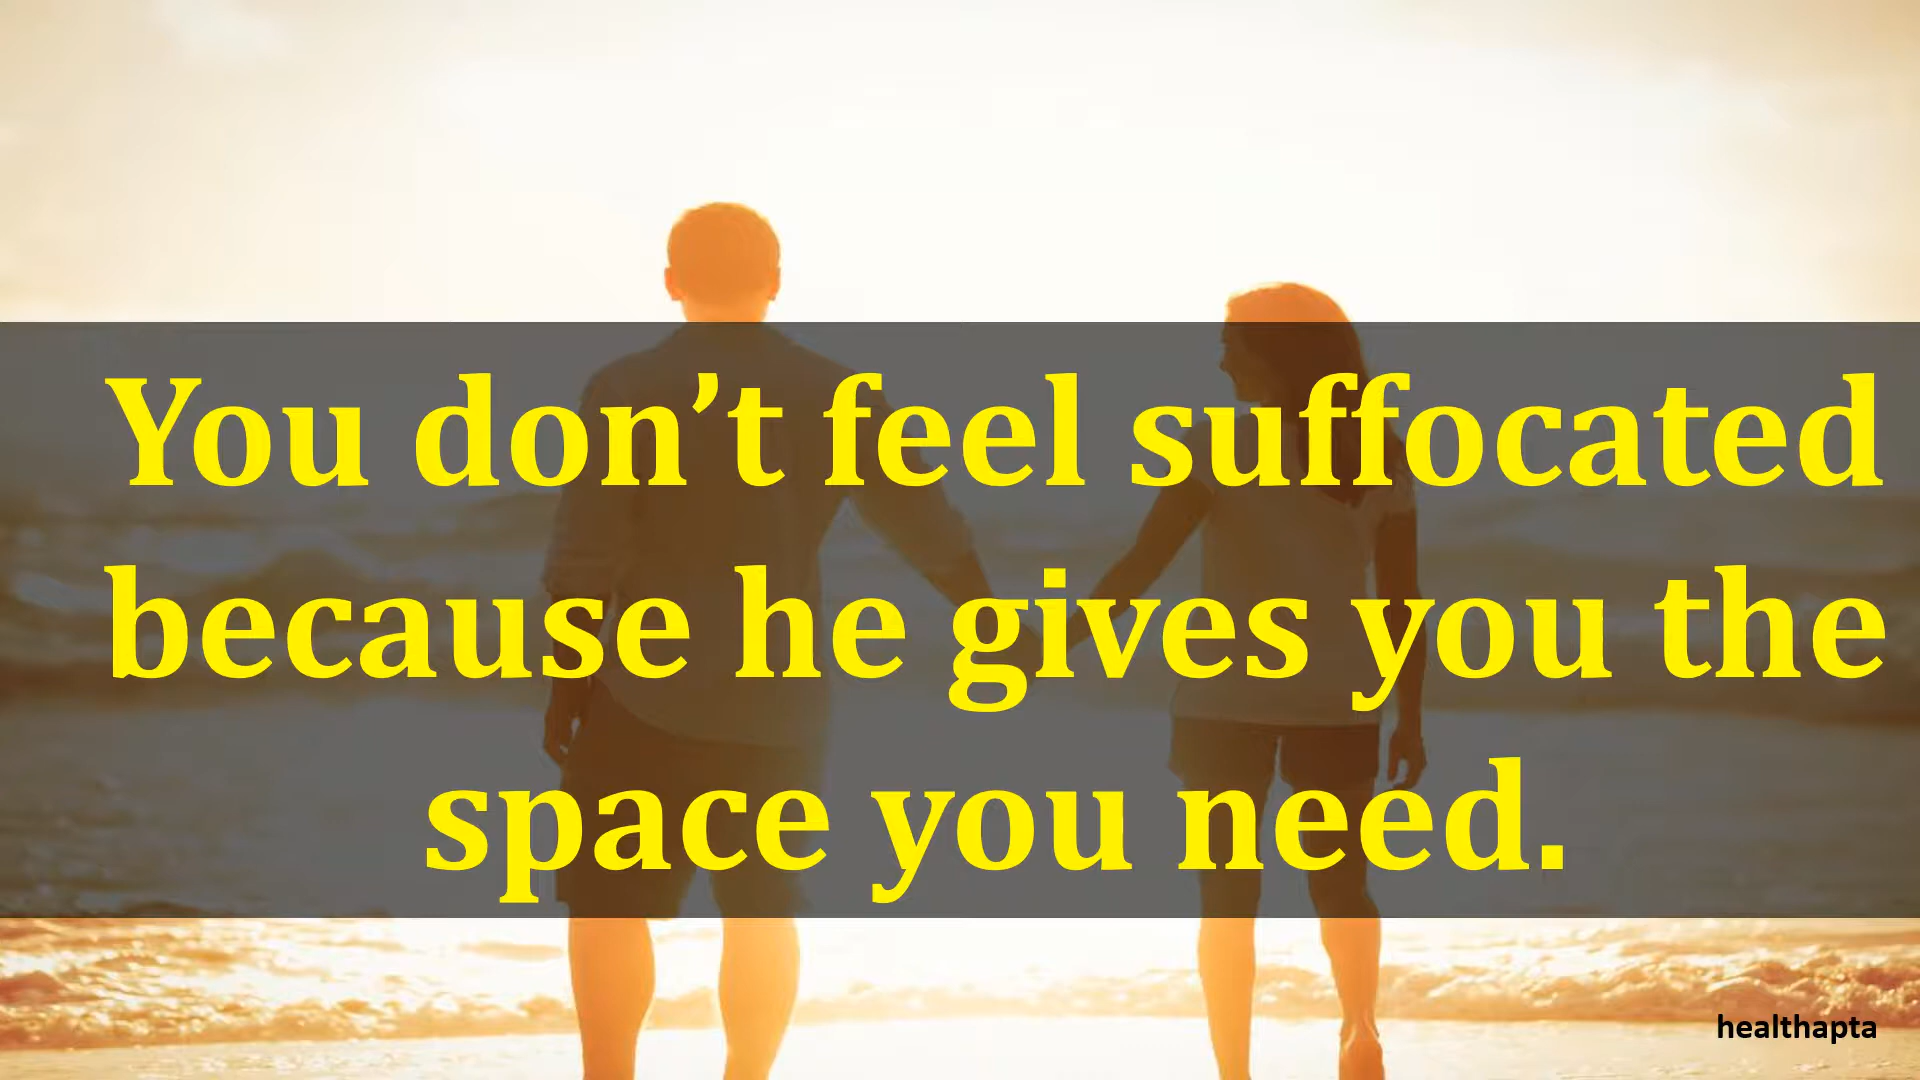 You don’t feel suffocated
because he gives you the
space you need.
healthapta